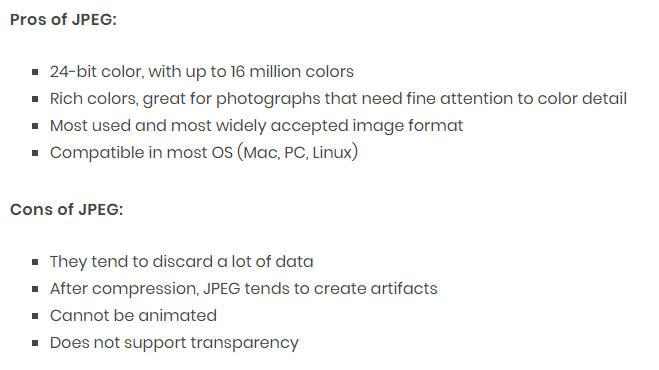 Pros of JPEG:
24-bit color, with up to 16 million colors
Rich colors, great for photographs that need fine attention to color detail
Most used and most widely accepted image format
Compatible in most OS (Mac, PC, Linux)
Cons of JPEG:
They tend to discard a lot of data
After compression, JPEG tends to create artifacts
Cannot be animated
Does not support transparency